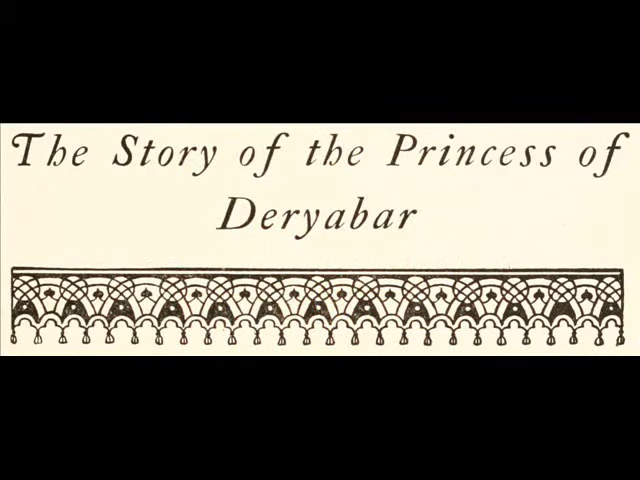 The Story of the Princess of
Deryabar